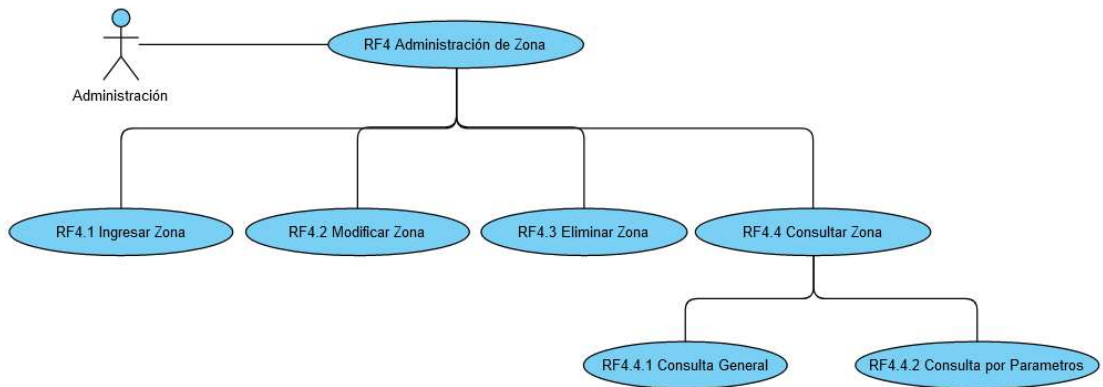 RF4 Administración de Zona
Administración
RF4.1 Ingresar Zona
RF4.2 Modificar Zona
RF4.3 Eliminar Zona
RF4.4 Consultar Zona
RF4.4.1 Consulta General
RF4.4.2 Consulta por Parametros